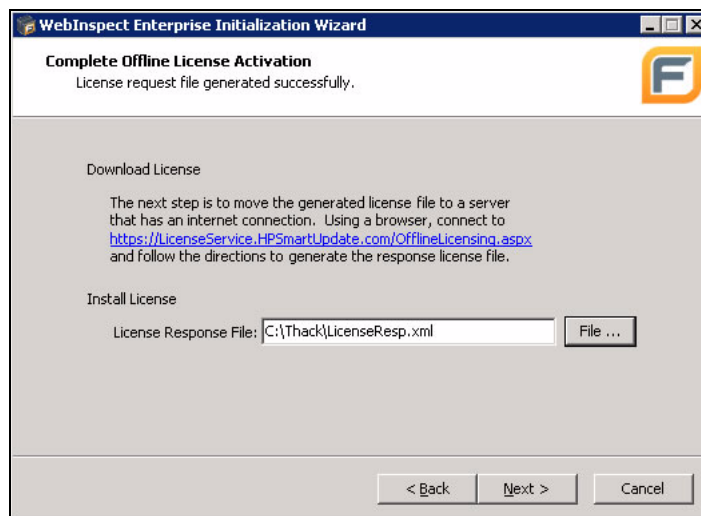 WebInspect Enterprise Initialization Wizard
Complete Offline License Activation
License request file generated successfully.
F
Download License
The next step is to move the generated license file to a server
that has an internet connection. Using a browser, connect to
https://LicenseService.HPSmartUpdate.com/OfflineLicensing.aspx
and follow the directions to generate the response license file.
Install License
License Response File: C:\Thack\LicenseResp.xml File ...
< Back Next > Cancel